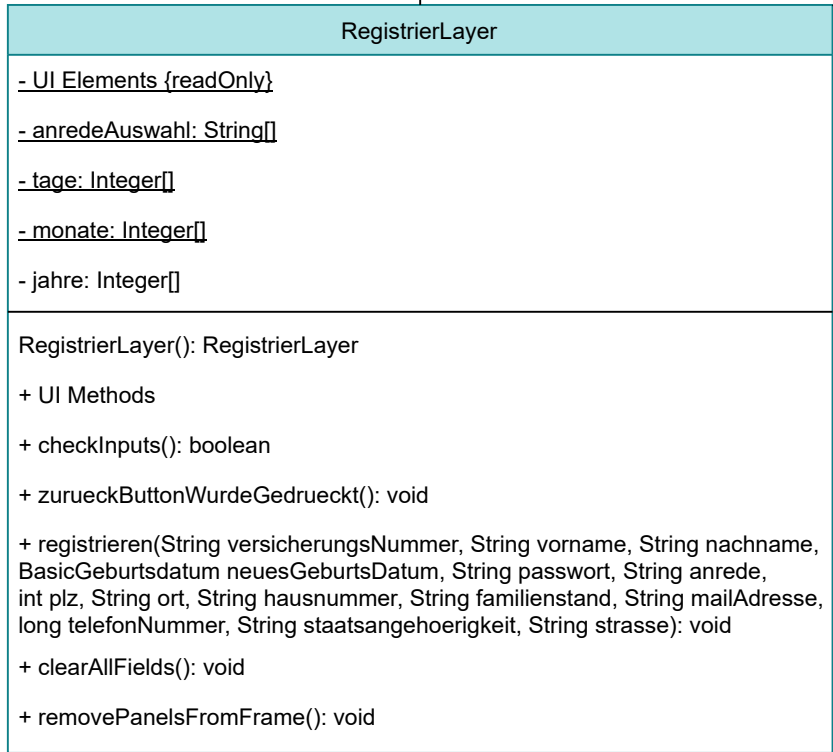 RegistrierLayer
- UI Elements {readOnly}
- anredeAuswahl: String[]
- tage: Integer[]
- monate: Integer[]
- jahre: Integer[]
RegistrierLayer(): RegistrierLayer
+ UI Methods
+ checkInputs(): boolean
+ zurueckButtonWurdeGedrueckt(): void
+ registrieren(String versicherungsNummer, String vorname, String nachname,
BasicGeburtsdatum neuesGeburtsDatum, String passwort, String anrede,
int plz, String ort, String hausnummer, String familienstand, String mailAdresse,
long telefonNummer, String staatsangehoerigkeit, String strasse): void
+ clearAllFields(): void
+ removePanelsFromFrame(): void